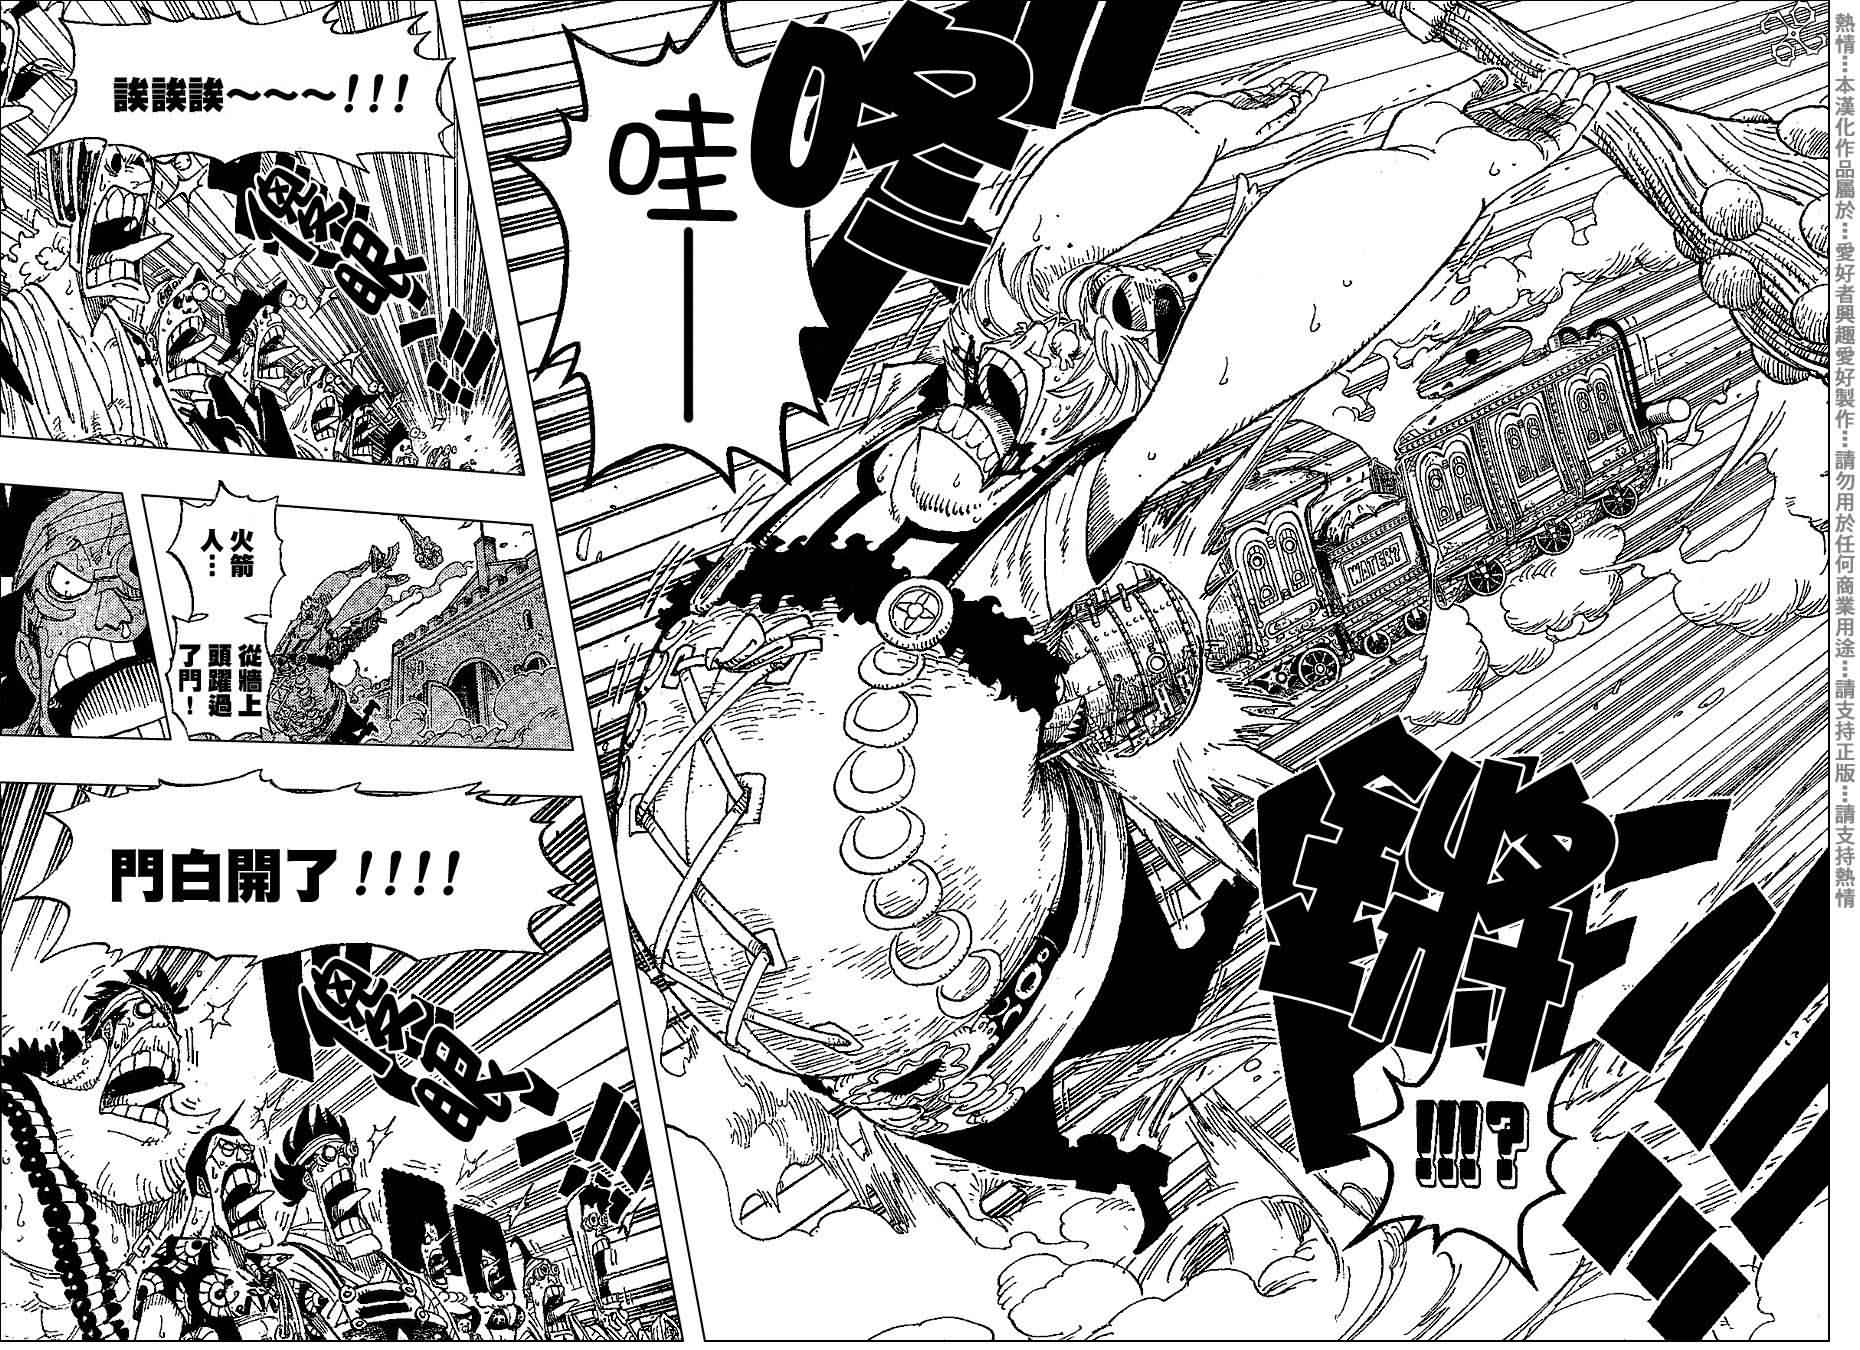 咚
哇──
WATER7
鏘
!!!?
誒誒誒～～～!!!
傻眼
火箭
人…
從牆上
頭躍過
了門！
門白開了!!!!
傻眼
!!!
熱情┇本漢化作品屬於┇愛好者興趣愛好製作┇請勿用於任何商業用途┇請支持正版┇請支持熱情